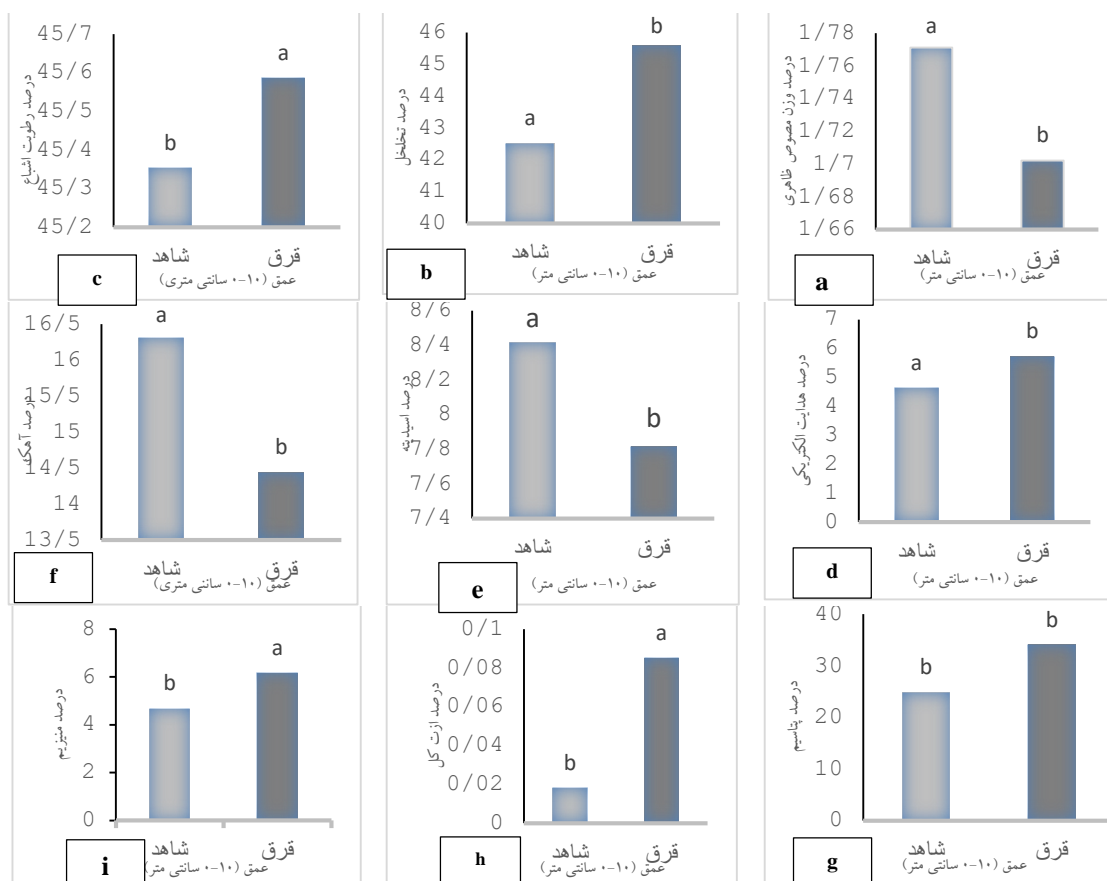 1/78
1/76
1/74
1/72
1/7
1/68
1/66
درصد وزن مصوص ظاهری
a
b
شاهد
قرق
عمق (۱۰-۰ سانتی متر)
a
46
45
44
43
42
41
40
درصد تخلخل
a
b
شاهد
قرق
عمق (۱۰-۰ سانتی متر)
b
45/7
45/6
45/4
45/3
45/2
درصد رطوبت اشباع
b
a
شاهد
قرق
عمق (۱۰-۰ سانتی متری)
c
7
6
5
4
3
2
1
0
درصد هدایت الکتریکی
a
b
شاهد
قرق
عمق (۱۰-۰ سانتی متر)
d
8/6
8/4
8/2
8
7/8
7/6
7/4
درصد اسیدیته
a
b
شاهد
قرق
عمق (۱۰-۰ سانتی متر)
e
16/5
16
15/5
15
14/5
14
13/5
درصد آهک
a
b
شاهد
قرق
عمق (۱۰-۰ سانتی متری)
f
40
30
20
10
0
درصد پتاسیم
b
b
شاهد
قرق
عمق (۱۰-۰ سانتی متر)
g
0/1
0/08
0/06
0/04
0/02
0
درصد ازت کل
b
a
شاهد
قرق
عمق (۱۰-۰ سانتی متر)
h
8
6
4
2
0
درصد منیزیم
b
a
شاهد
قرق
عمق (۱۰-۰ سانتی متر)
i